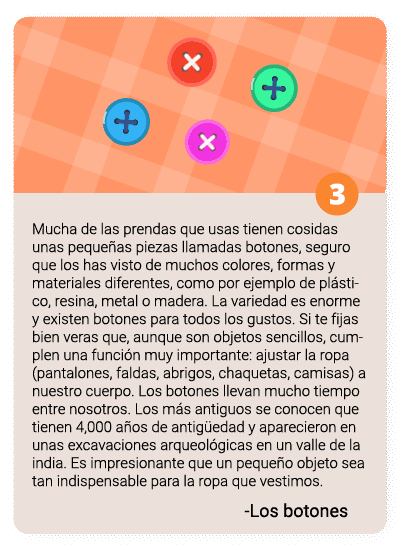 3
Mucha de las prendas que usas tienen cosidas
unas pequeñas piezas llamadas botones, seguro
que los has visto de muchos colores, formas y
materiales diferentes, como por ejemplo de plásti-
co, resina, metal o madera. La variedad es enorme
y existen botones para todos los gustos. Si te fijas
bien veras que, aunque son objetos sencillos, cum-
plen una función muy importante: ajustar la ropa
(pantalones, faldas, abrigos, chaquetas, camisas) a
nuestro cuerpo. Los botones llevan mucho tiempo
entre nosotros. Los más antiguos se conocen que
tienen 4,000 años de antigüedad y aparecieron en
unas excavaciones arqueológicas en un valle de la
india. Es impresionante que un pequeño objeto sea
tan indispensable para la ropa que vestimos.
-Los botones